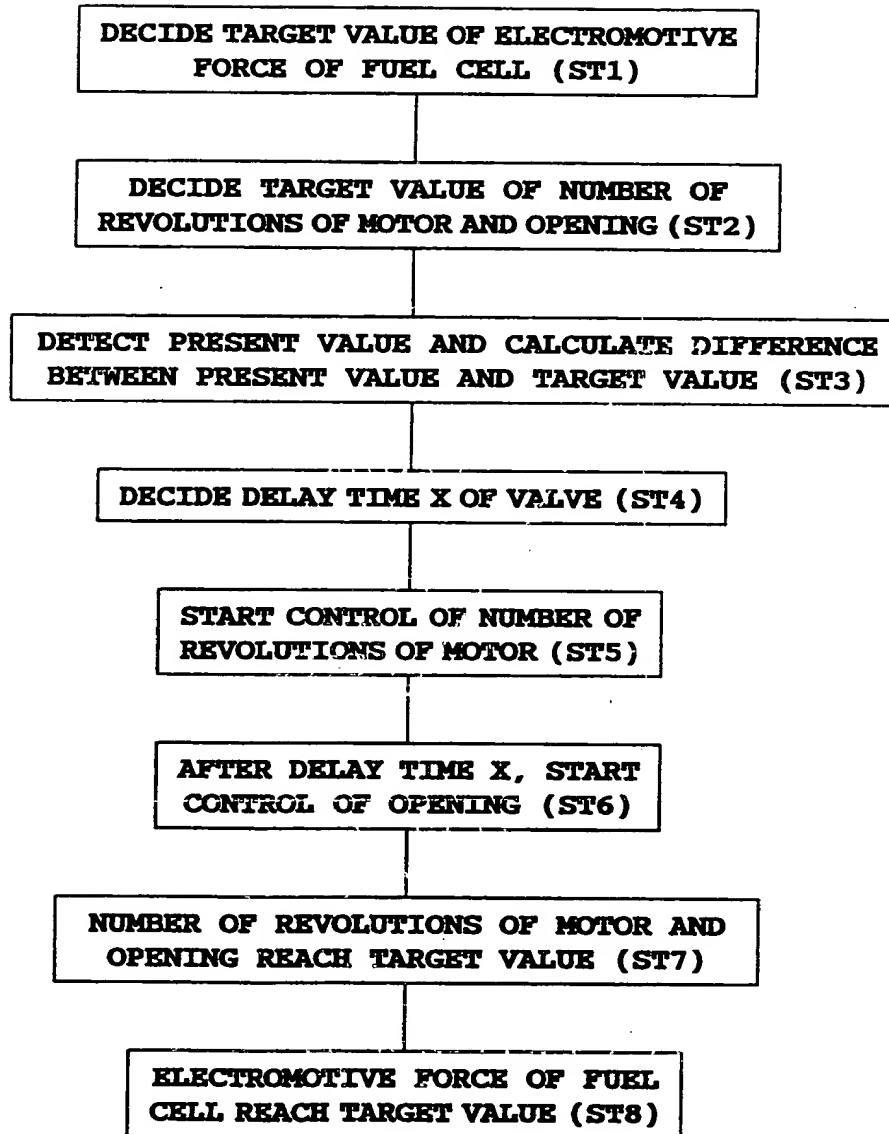 DECIDE TARGET VALUE OF ELECTROMOTIVE
FORCE OF FUEL CELL (ST1)
DECIDE TARGET VALUE OF NUMBER OF
REVOLUTIONS OF MOTOR AND OPENING (ST2)
DETECT PRESENT VALUE AND CALCULATE DIFFERENCE
BETWEEN PRESENT VALUE AND TARGET VALUE (ST3)
DECIDE DELAY TIME X OF VALVE (ST4)
START CONTROL OF NUMBER OF
REVOLUTIONS OF MOTOR (ST5)
AFTER DELAY TIME X, START
CONTROL OF OPENING (ST6)
NUMBER OF REVOLUTIONS OF MOTOR AND
OPENING REACH TARGET VALUE (ST7)
ELECTROMOTIVE FORCE OF FUEL
CELL REACH TARGET VALUE (ST8)